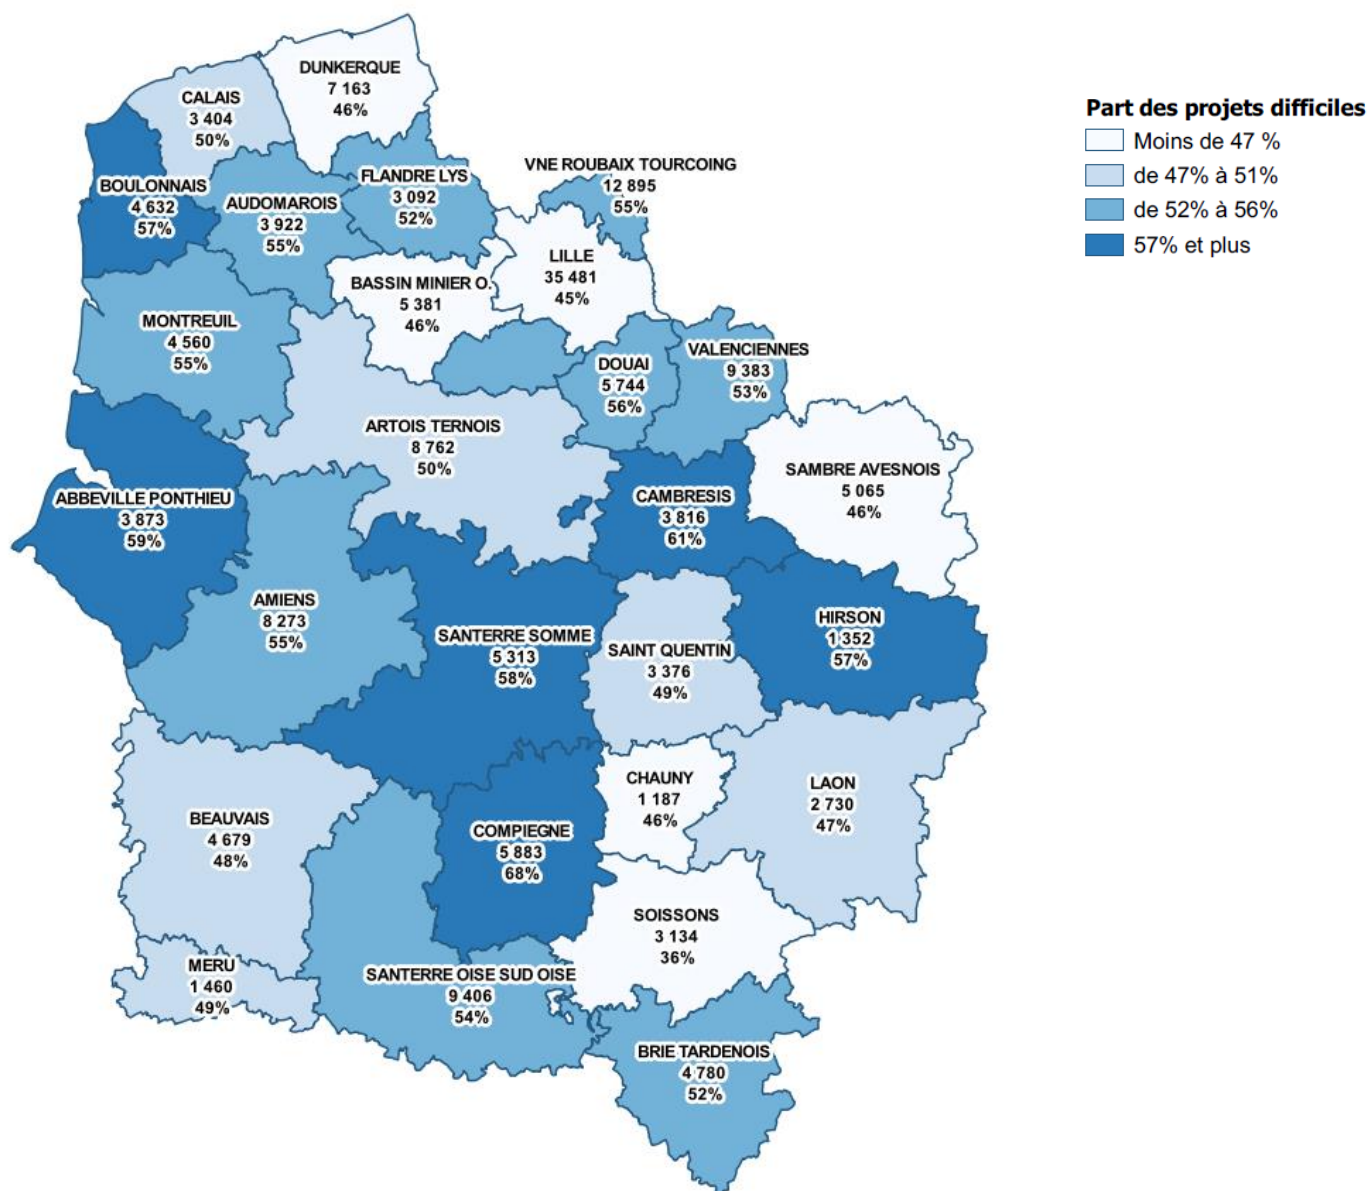 DUNKERQUE
7 163
46%
CALAIS
3 404
50%
BOULONNAIS
4 632
57%
AUDOMAROIS
3 922
55%
FLANDRE LYS
3 092
52%
VNE ROUBAIX TOURCOING
12 895
55%
LILLE
35 481
45%
BASSIN MINIER O.
5 381
46%
MONTREUIL
4 560
55%
DOUAI
5 744
56%
VALENCIENNES
9 383
53%
ARTOIS TERNOIS
8 762
50%
SAMBRE AVESNOIS
5 065
46%
ABBEVILLE PONTHIEU
3 873
59%
CAMBRESIS
3 816
61%
AMIENS
8 273
55%
SANTERRE SOMME
5 313
58%
SAINT QUENTIN
3 376
49%
HIRSON
1 352
57%
CHAUNY
1 187
46%
LAON
2 730
47%
BEAUVAIS
4 679
48%
COMPIEGNE
5 883
68%
SOISSONS
3 134
36%
MERU
1 460
49%
SANTERRE OISE SUD OISE
9 406
54%
BRIE TARDENOIS
4 780
52%
Part des projets difficiles
Moins de 47 %
de 47% à 51%
de 52% à 56%
57% et plus